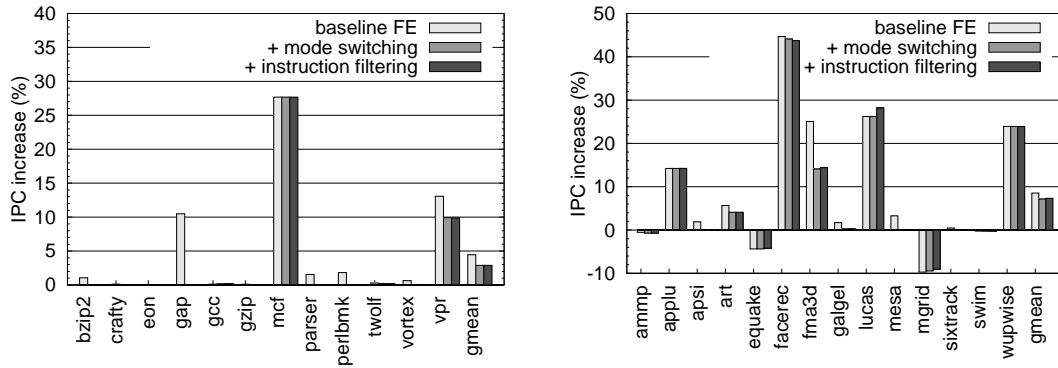 40
35
30
25
20
15
10
5
0
IPC increase (%)
baseline FE
+ mode switching
+ instruction filtering
bzip2
crafty
eon
gap
gcc
gzip
mcf
parser
perlbmk
twolf
vortex
vpr
gmean
50
40
30
20
10
0
-10
IPC increase (%)
baseline FE
+ mode switching
+ instruction filtering
ammp
applu
apsi
art
equake
facerec
fma3d
galgel
lucas
mesa
mgrid
sixtrack
swim
wupwise
gmean